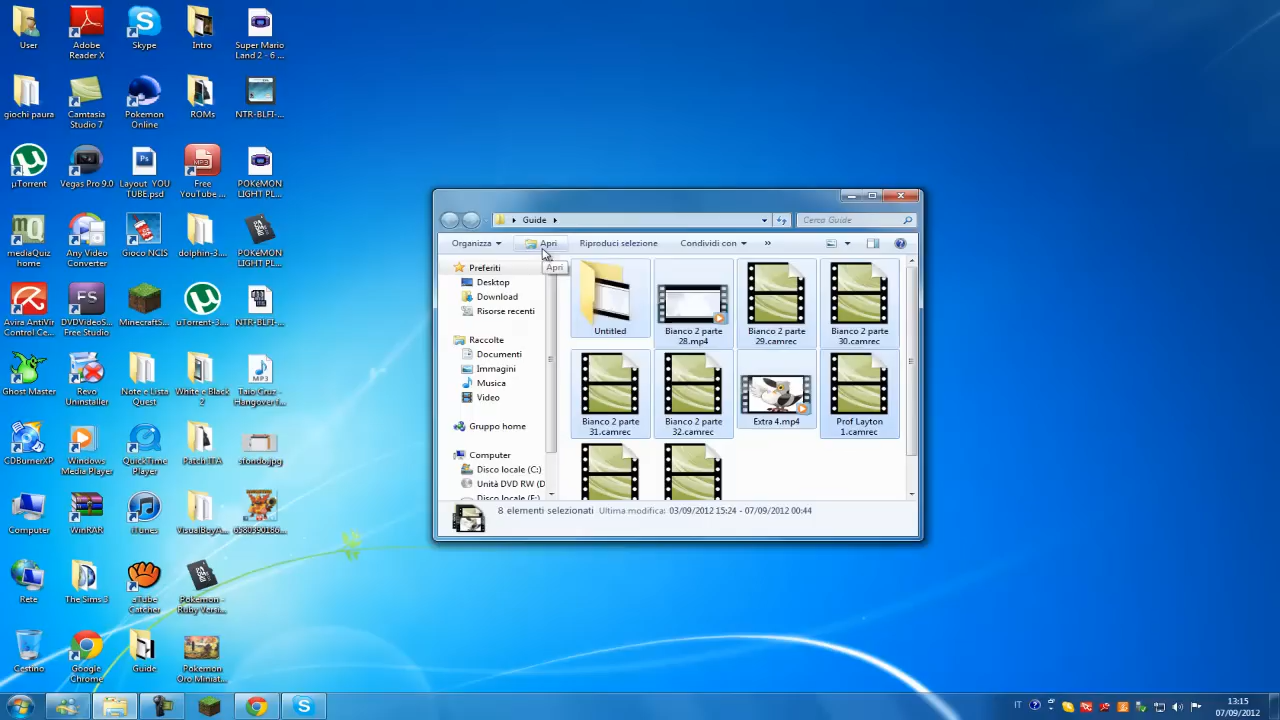 User
Adobe
Reader X
Skype
Intro
Super Mario
Land 2 - 6 ...
giochi paura
Camtasia
Studio 7
Pokemon
Online
ROMs
NTR-BLFI-...
µTorrent
Vegas Pro 9.0
Layout YOU
TUBE.psd
Free
YouTube ...
POKéMON
LIGHT PL...
mediaQuiz
home
Any Video
Converter
Gioco NCIS
dolphin-3...
POKéMON
LIGHT PL...
Avira AntiVir
Control Ce...
DVDVideoS...
Free Studio
MinecraftS...
uTorrent-3...
NTR-BLFI-...
Ghost Master
Revo
Uninstaller
Note e Lista
Quest
White e Black
2
Taio Cruz -
Hangover f...
CDBurnerXP
Windows
Media Player
QuickTime
Player
Patch ITA
sfondo.jpg
Computer
WinRAR
iTunes
VisualBoyA...
Rete
The Sims 3
aTube
Catcher
Pokemon -
Ruby Versi...
Cestino
Google
Chrome
Guide
Pokemon
Oro Miniat...
Guide
Cerca Guide
Organizza
Apri
Riproduci selezione
Condividi con
»
Apri
Preferiti
Desktop
Download
Risorse recenti
Raccolte
Documenti
Immagini
Musica
Video
Gruppo home
Computer
Disco locale (C:)
Unità DVD RW (D
Disco locale (E:)
Untitled
Bianco 2 parte
28.mp4
Bianco 2 parte
29.camrec
Bianco 2 parte
30.camrec
Bianco 2 parte
31.camrec
Bianco 2 parte
32.camrec
Extra 4.mp4
Prof Layton
1.camrec
8 elementi selezionati Ultima modifica: 03/09/2012 15:24 - 07/09/2012 00:44
IT
13:15
07/09/2012